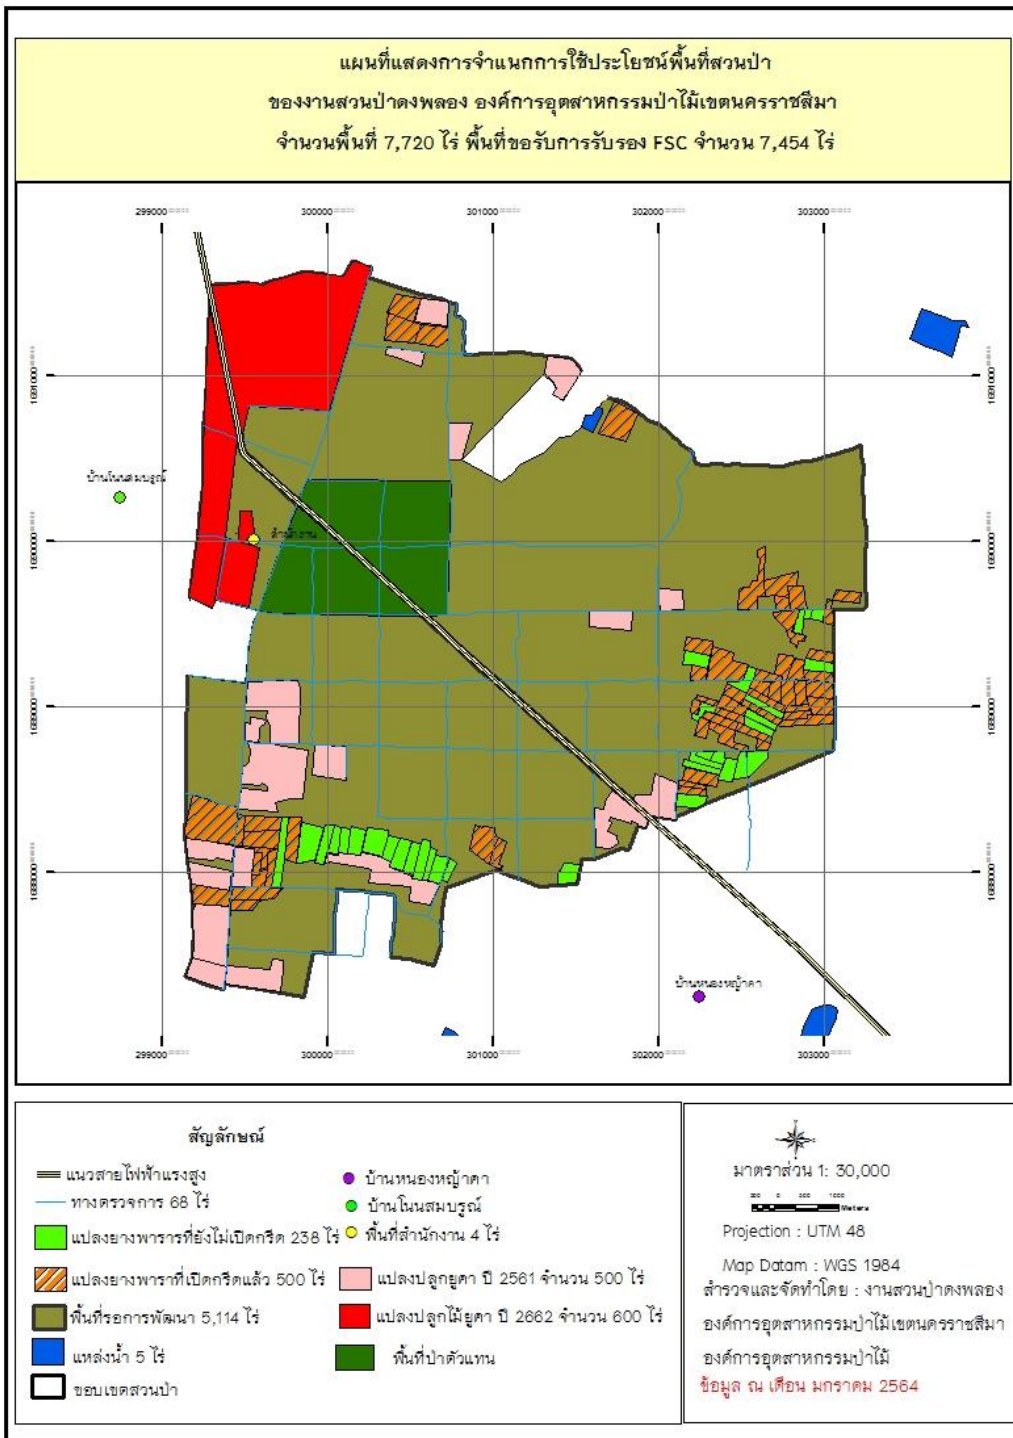 แผนที่แสดงการจำแนกการใช้ประโยชน์พื้นที่สวนป่า
ของงานสวนป่าดงพลอง องค์การอุตสาหกรรมป่าไม้เขตนครราชสีมา
จำนวนพื้นที่ 7,720 ไร่ พื้นที่ขอรับการรับรอง FSC จำนวน 7,454 ไร่
299000 300000 301000 302000 303000
1691000 1691000
บ้านโนนสมบรูณ์
สำนักงาน
1690000 1690000
1689000 1689000
1688000 1688000
บ้านหนองหญ้าคา
299000 300000 301000 302000 303000
สัญลักษณ์
แนวสายไฟฟ้าแรงสูง
ทางตรวจการ 68 ไร่
แปลงยางพารารที่ยังไม่เปิดกรีด 238 ไร่
แปลงยางพาราที่เปิดกรีดแล้ว 500 ไร่
พื้นที่รอการพัฒนา 5,114 ไร่
แหล่งน้ำ 5 ไร่
ขอบเขตสวนป่า
บ้านหนองหญ้าคา
บ้านโนนสมบรูณ์
พื้นที่สำนักงาน 4 ไร่
แปลงปลูกยูคา ปี 2561 จำนวน 500 ไร่
แปลงปลูกไม้ยูคา ปี 2662 จำนวน 600 ไร่
พื้นที่ป่าตัวแทน
มาตราส่วน 1: 30,000
500 0 500 1000
Meters
Projection : UTM 48
Map Datam : WGS 1984
สำรวจและจัดทำโดย : งานสวนป่าดงพลอง
องค์การอุตสาหกรรมป่าไม้เขตนครราชสีมา
องค์การอุตสาหกรรมป่าไม้
ข้อมูล ณ เดือน มกราคม 2564